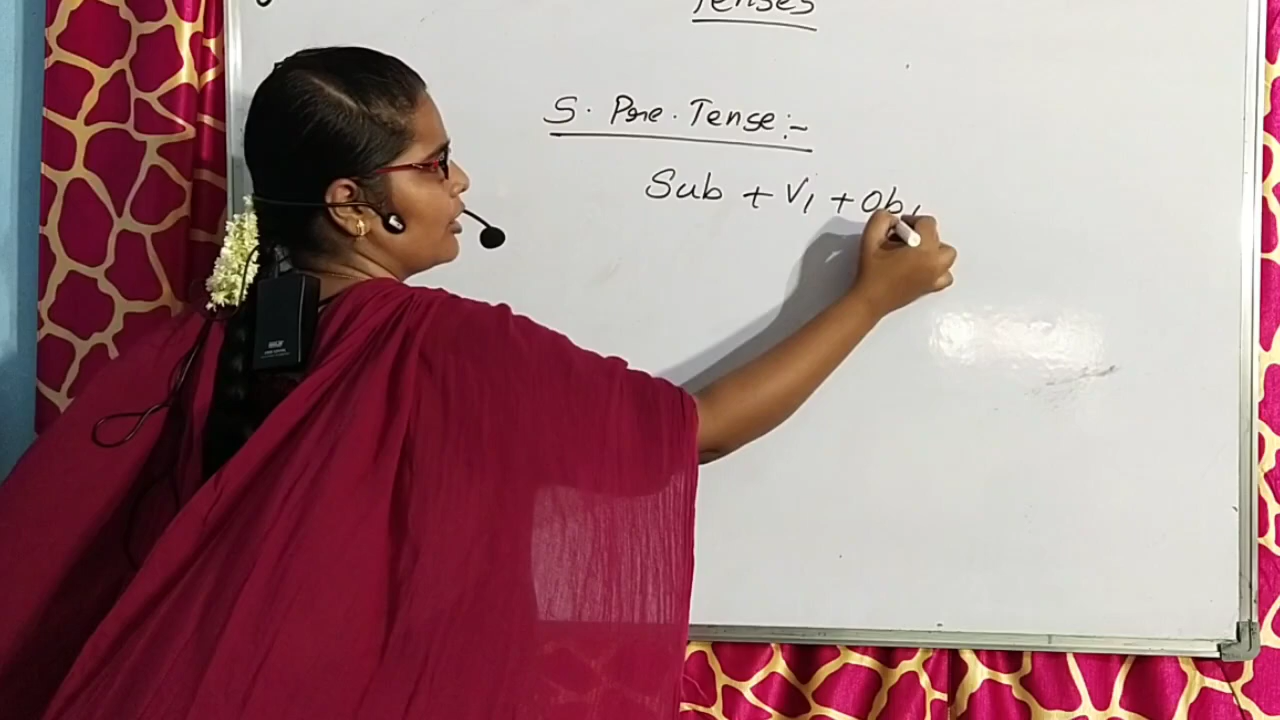 Tenses
S. Pre. Tense:-
Sub + V1 + Obj